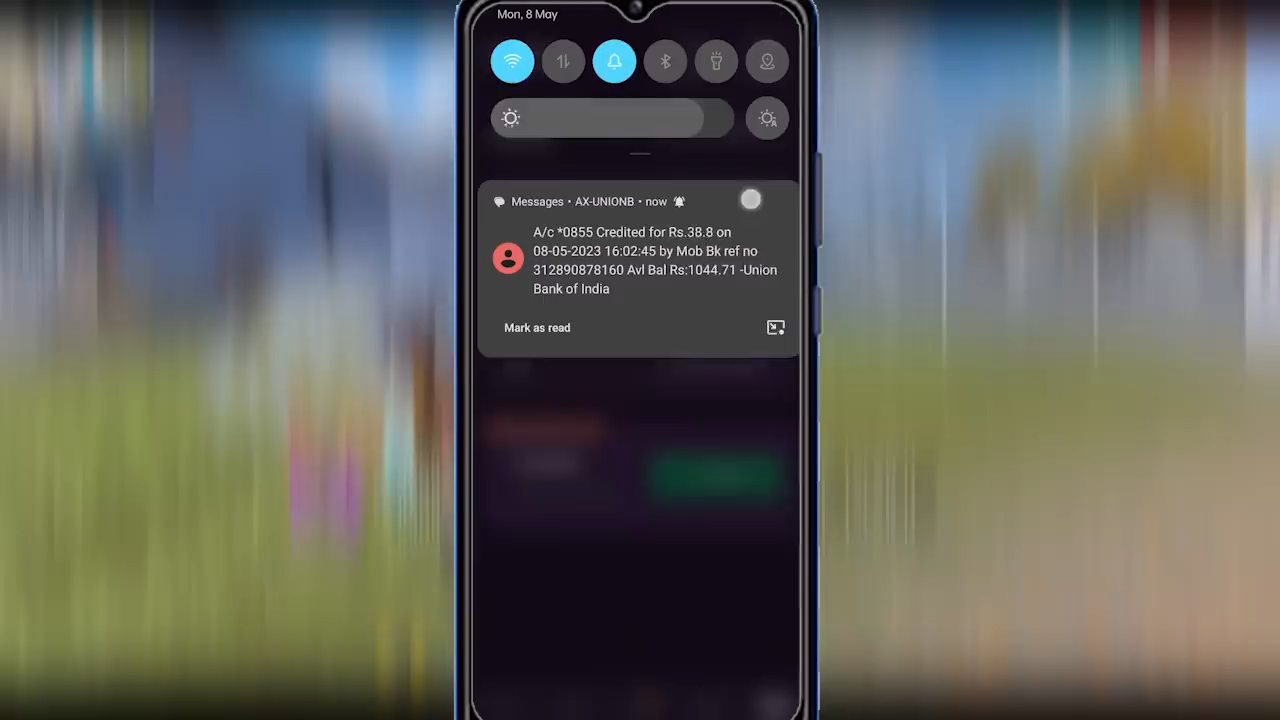 Mon, 8 May
Messages • AX-UNIONB • now
A/c *0855 Credited for Rs.38.8 on
08-05-2023 16:02:45 by Mob Bk ref no
312890878160 Avl Bal Rs:1044.71 -Union
Bank of India
Mark as read